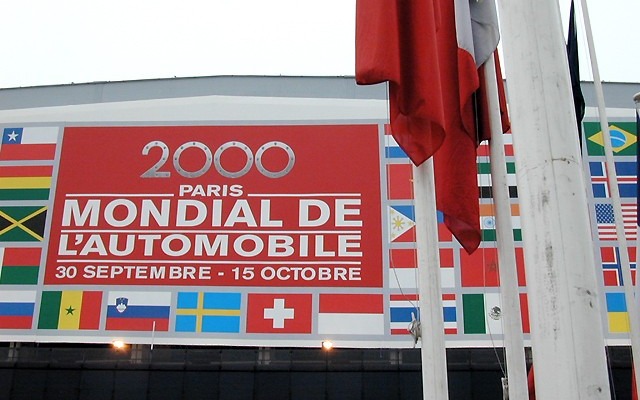 2000
PARIS
MONDIAL DE
L'AUTOMOBILE
30 SEPTEMBRE - 15 OCTOBRE